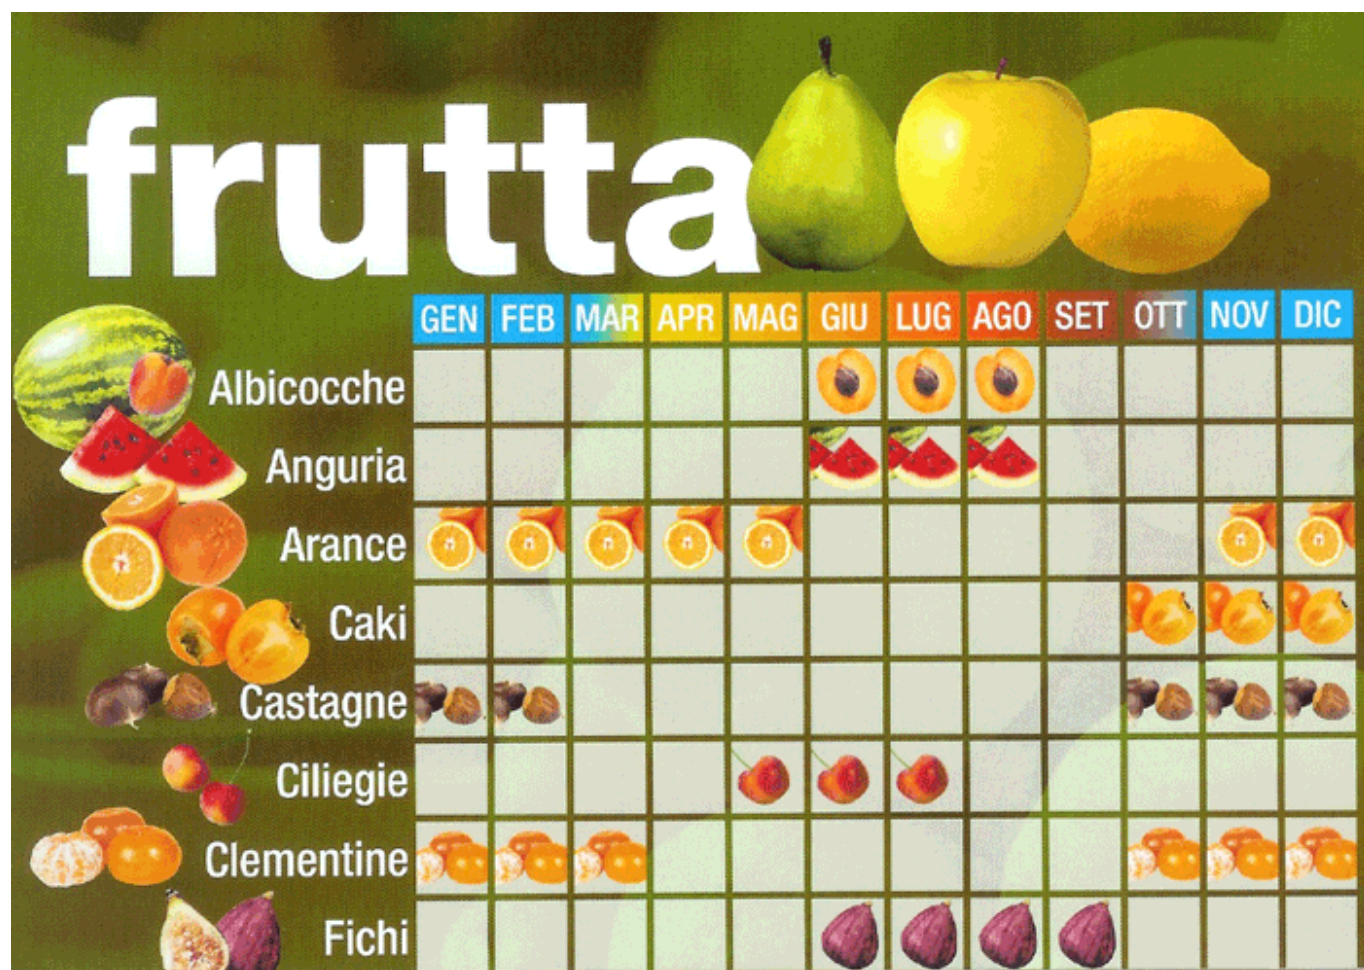 frutta
GEN FEB MAR APR MAG GIU LUG AGO SET OTT NOV DIC
Albicocche
Anguria
Arance
Caki
Castagne
Ciliegie
Clementine
Fichi